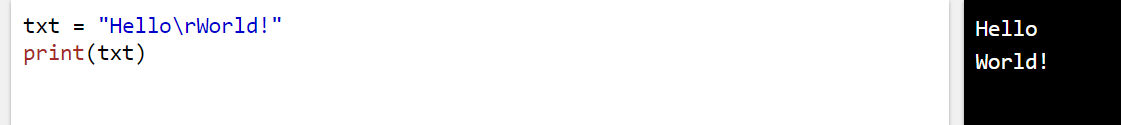 txt = "Hello\rWorld!"
print(txt)
Hello
World!